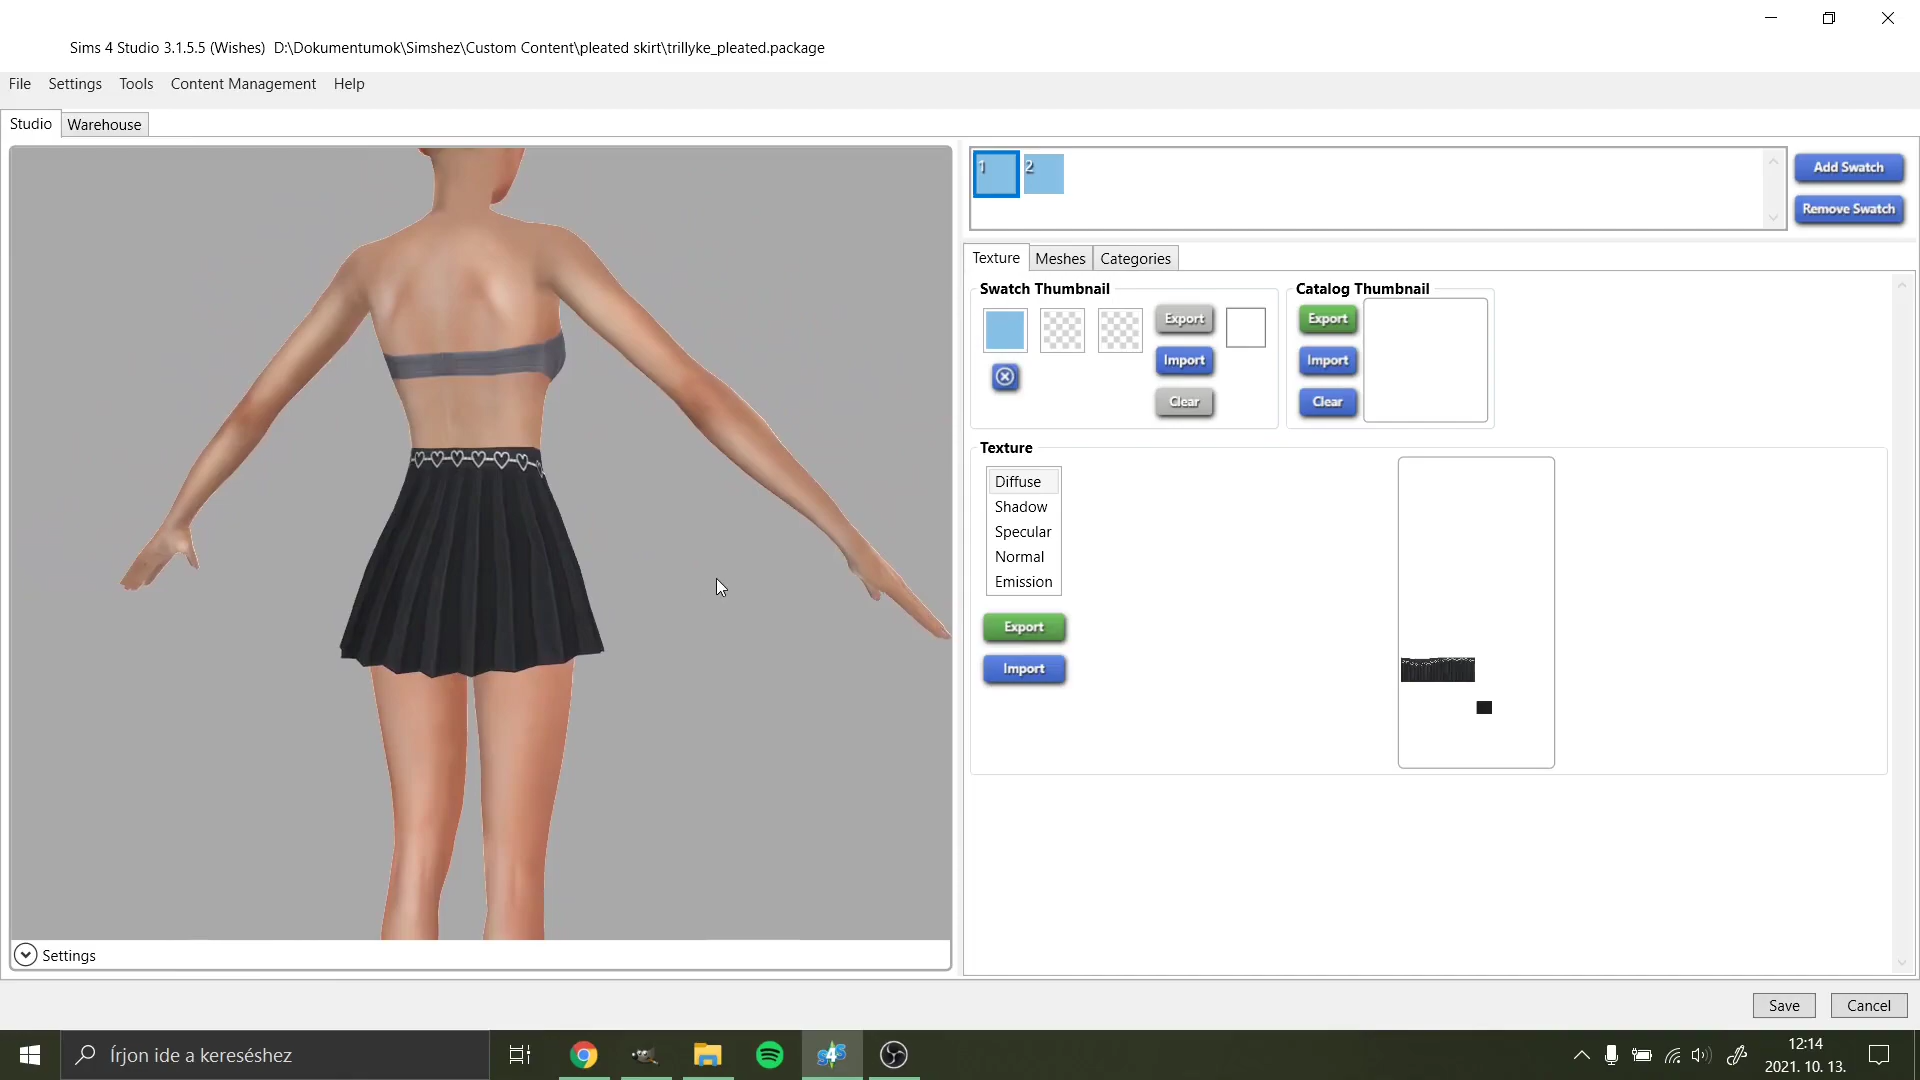 Sims 4 Studio 3.1.5.5 (Wishes)  D:\Dokumentumok\Simshez\Custom Content\pleated skirt\trillyke_pleated.package
File Settings Tools Content Management Help
Studio Warehouse
1 2
Add Swatch
Remove Swatch
Texture Meshes Categories
Swatch Thumbnail
Export
Import
Clear
Catalog Thumbnail
Export
Import
Clear
Texture
Diffuse
Shadow
Specular
Normal
Emission
Export
Import
Settings
Save Cancel
Írjon ide a kereséshez
S4S
12:14
2021. 10. 13.